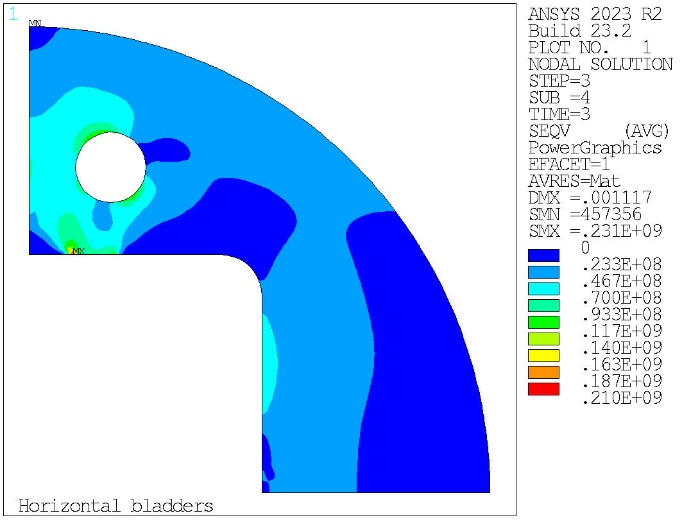 1
MN
MX
Horizontal bladders
ANSYS 2023 R2
Build 23.2
PLOT NO. 1
NODAL SOLUTION
STEP=3
SUB =4
TIME=3
SEQV (AVG)
PowerGraphics
EFACET=1
AVRES=Mat
DMX =.001117
SMN =457356
SMX =.231E+09
0
.233E+08
.467E+08
.700E+08
.933E+08
.117E+09
.140E+09
.163E+09
.187E+09
.210E+09